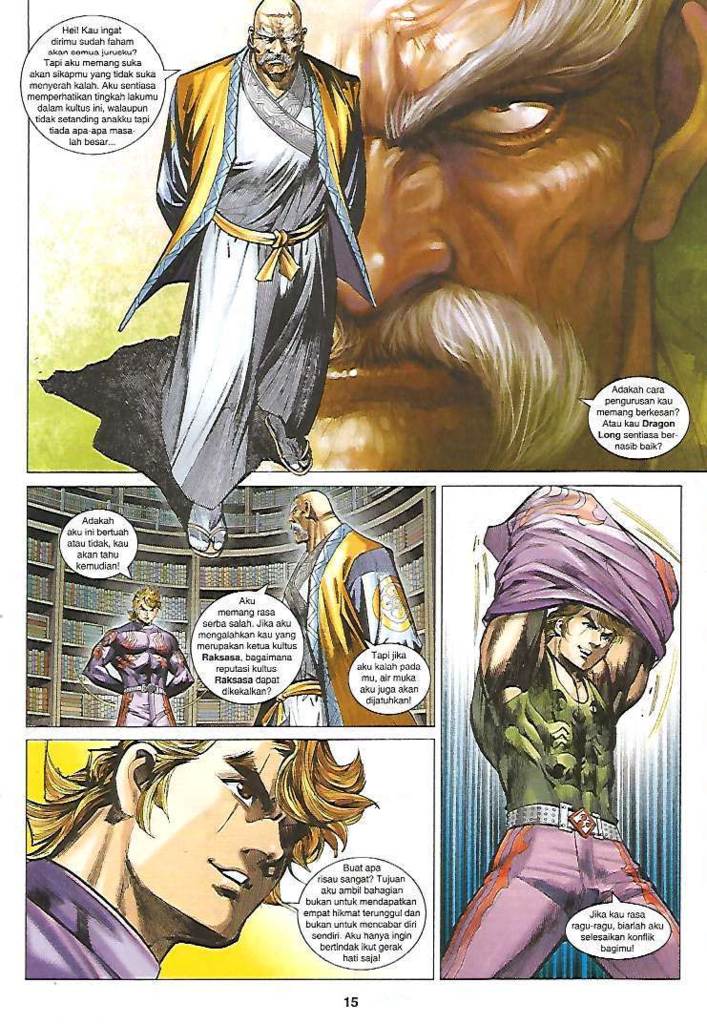 Hei! Kau ingat
dirimu sudah faham
akan semua jurusku?
Tapi aku memang suka
akan sikapmu yang tidak suka
menyerah kalah. Aku sentiasa
memperhatikan tingkah lakumu
dalam kultus ini, walaupun
tidak setanding anakku tapi
tiada apa-apa masa-
lah besar...
Adakah cara
pengurusan kau
memang berkesan?
Atau kau Dragon
Long sentiasa ber-
nasib baik?
Adakah
aku ini bertuah
atau tidak, kau
akan tahu
kemudian!
Aku
memang rasa
serba salah. Jika aku
mengalahkan kau yang
merupakan ketua kultus
Raksasa, bagaimana
reputasi kultus
Raksasa dapat
dikekalkan?
Tapi jika
aku kalah pada
mu, air muka
aku juga akan
dijatuhkan!
Buat apa
risau sangat? Tujuan
aku ambil bahagian
bukan untuk mendapatkan
empat hikmat terunggul dan
bukan untuk mencabar diri
sendiri. Aku hanya ingin
bertindak ikut gerak
hati saja!
Jika kau rasa
ragu-ragu, biarlah aku
selesaikan konflik
bagimu!
15